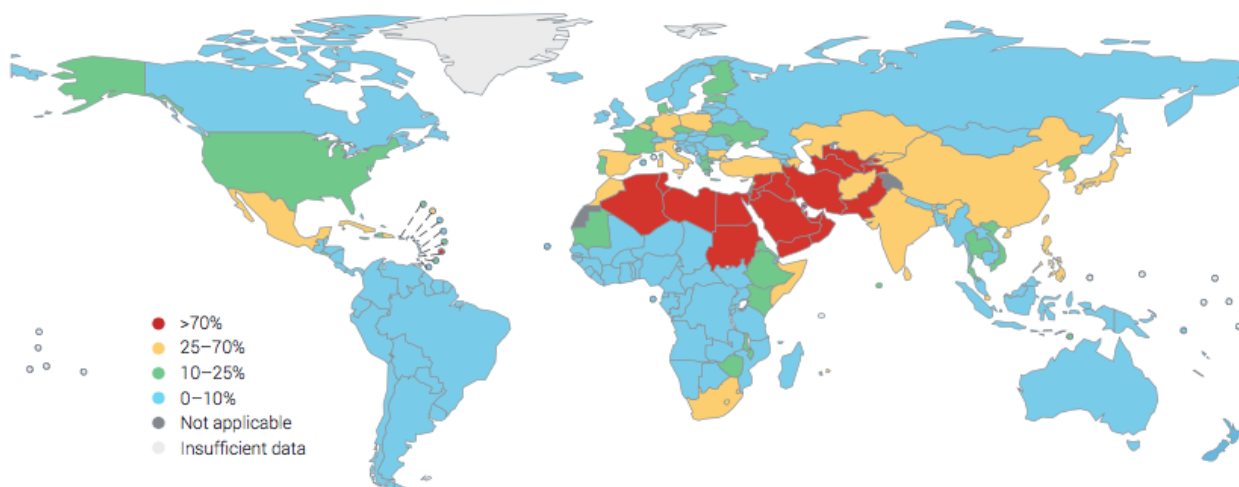 >70%
25–70%
10–25%
0–10%
Not applicable
Insufficient data